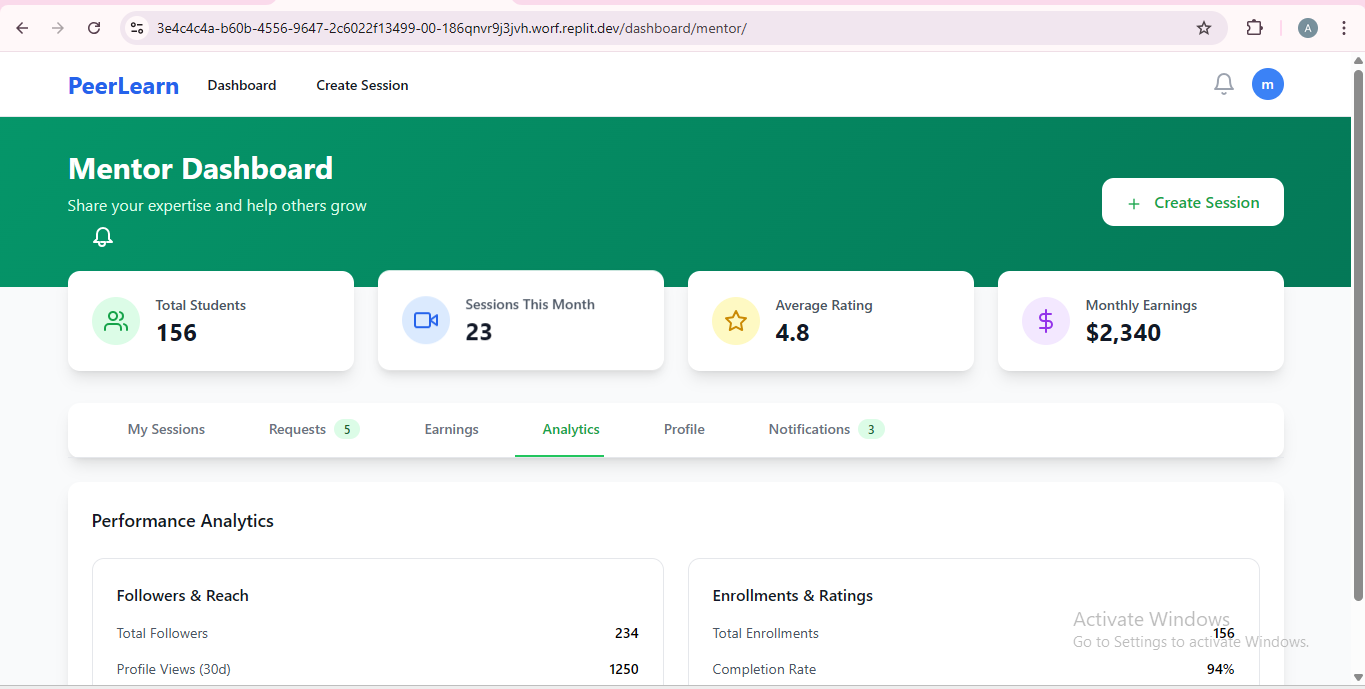 3e4c4c4a-b60b-4556-9647-2c6022f13499-00-186qnvr9j3jvh.worf.replit.dev/dashboard/mentor/
A
PeerLearn Dashboard Create Session
m
Mentor Dashboard
Share your expertise and help others grow
+ Create Session
Total Students
156
Sessions This Month
23
Average Rating
4.8
Monthly Earnings
$2,340
My Sessions Requests 5 Earnings Analytics Profile Notifications 3
Performance Analytics
Followers & Reach
Total Followers 234
Profile Views (30d) 1250
Enrollments & Ratings
Total Enrollments 156
Completion Rate 94%
Activate Windows
Go to Settings to activate Windows.